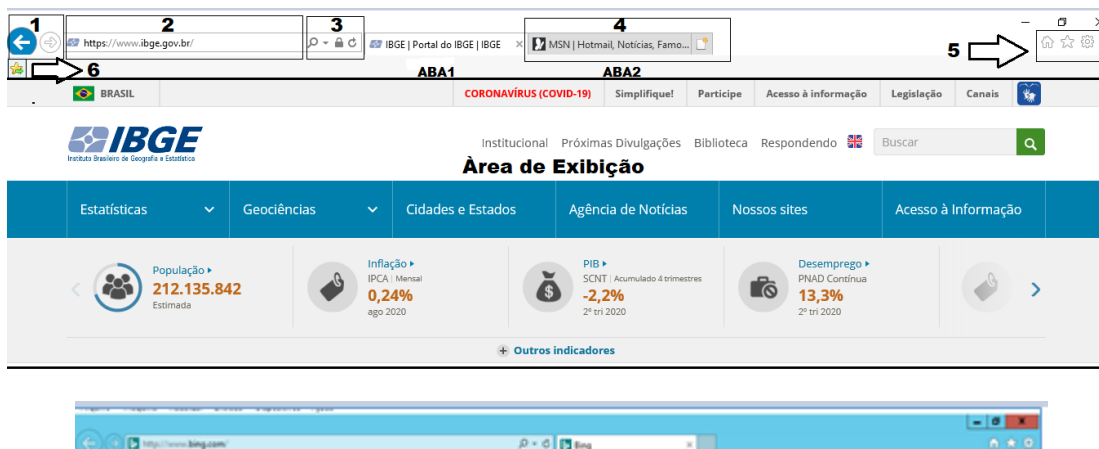 1 2 3 4
https://www.ibge.gov.br/ IBGE | Portal do IBGE | IBGE × MSN | Hotmail, Notícias, Famo... 5
6 ABA1 ABA2
BRASIL CORONAVÍRUS (COVID-19) Simplifique! Participe Acesso à informação Legislação Canais
IBGE
Instituto Brasileiro de Geografia e Estatística
Institucional Próximas Divulgações Biblioteca Respondendo Buscar
Àrea de Exibição
Estatísticas Geociências Cidades e Estados Agência de Notícias Nossos sites Acesso à Informação
População
212.135.842
Estimada
Inflação
IPCA | Mensal
0,24%
ago 2020
PIB
SCNT | Acumulado 4 trimestres
-2,2%
2º tri 2020
Desemprego
PNAD Contínua
13,3%
2º tri 2020
Outros indicadores
http://www.bing.com/ Bing ×